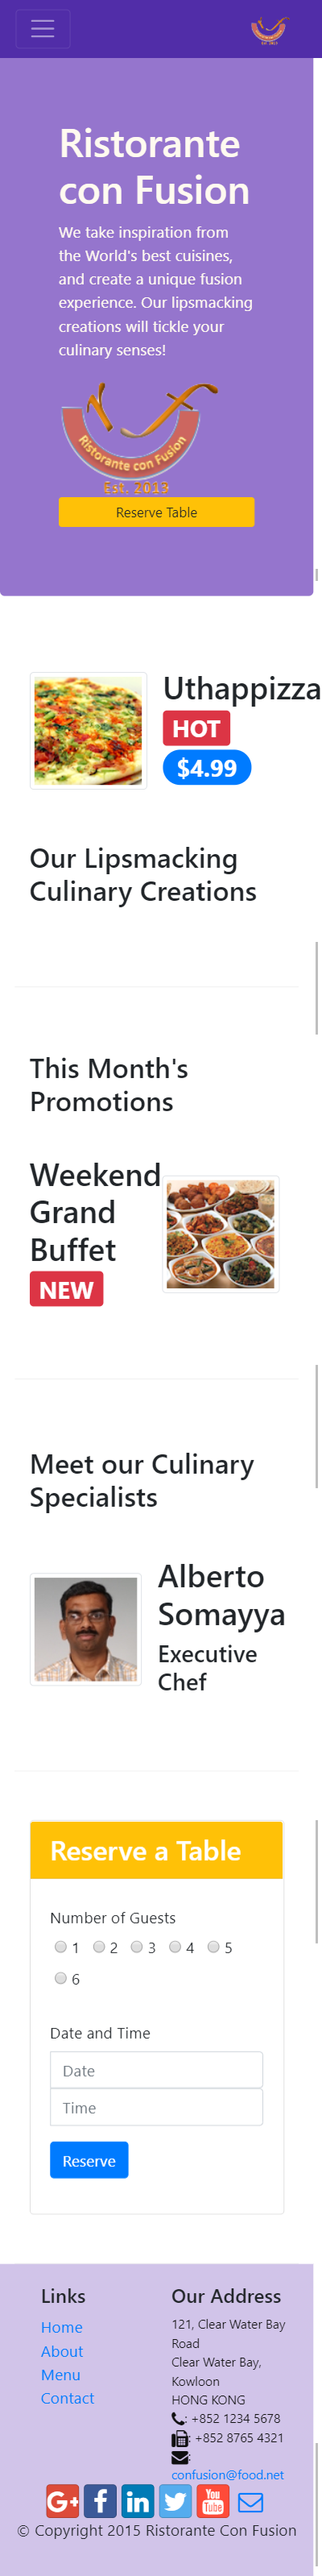 Ristorante
con Fusion
We take inspiration from
the World's best cuisines,
and create a unique fusion
experience. Our lipsmacking
creations will tickle your
culinary senses!
Ristorante con Fusion
Est. 2013
Reserve Table
Uthappizza
HOT
$4.99
Our Lipsmacking
Culinary Creations
This Month's
Promotions
Weekend
Grand
Buffet
NEW
Meet our Culinary
Specialists
Alberto
Somayya
Executive
Chef
Reserve a Table
Number of Guests
1 2 3 4 5
6
Date and Time
Date
Time
Reserve
Links
Home
About
Menu
Contact
Our Address
121, Clear Water Bay
Road
Clear Water Bay,
Kowloon
HONG KONG
: +852 1234 5678
: +852 8765 4321
:
confusion@food.net
G+ f in You Tube
© Copyright 2015 Ristorante Con Fusion